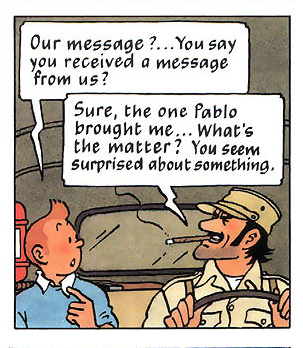 Our message ?...You say
you received a message
from us?
Sure, the one Pablo
brought me... What's
the matter? You seem
surprised about something.